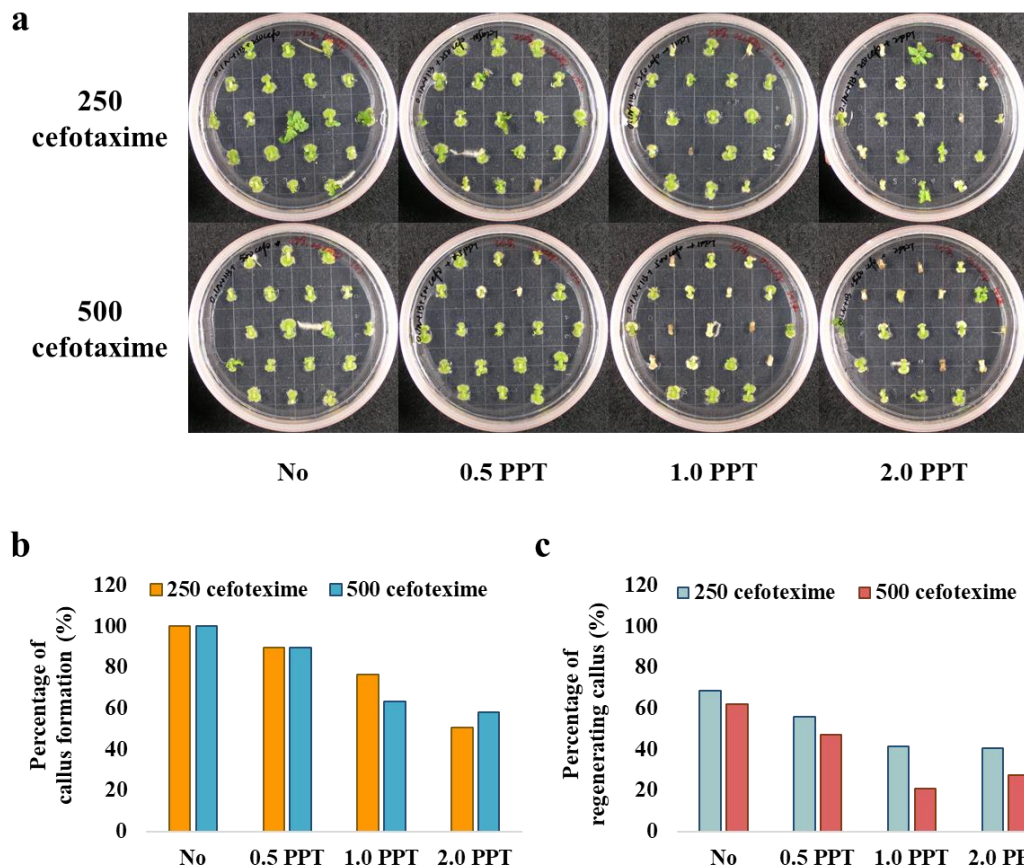 a
250
cefotaxime
500
cefotaxime
No 0.5 PPT 1.0 PPT 2.0 PPT
b
Percentage of
callus formation (%)
120
100
80
60
40
20
0
250 cefotexime 500 cefotexime
No 0.5 PPT 1.0 PPT 2.0 PPT
c
Percentage of
regenerating callus (%)
120
100
80
60
40
20
0
250 cefotexime 500 cefotexime
No 0.5 PPT 1.0 PPT